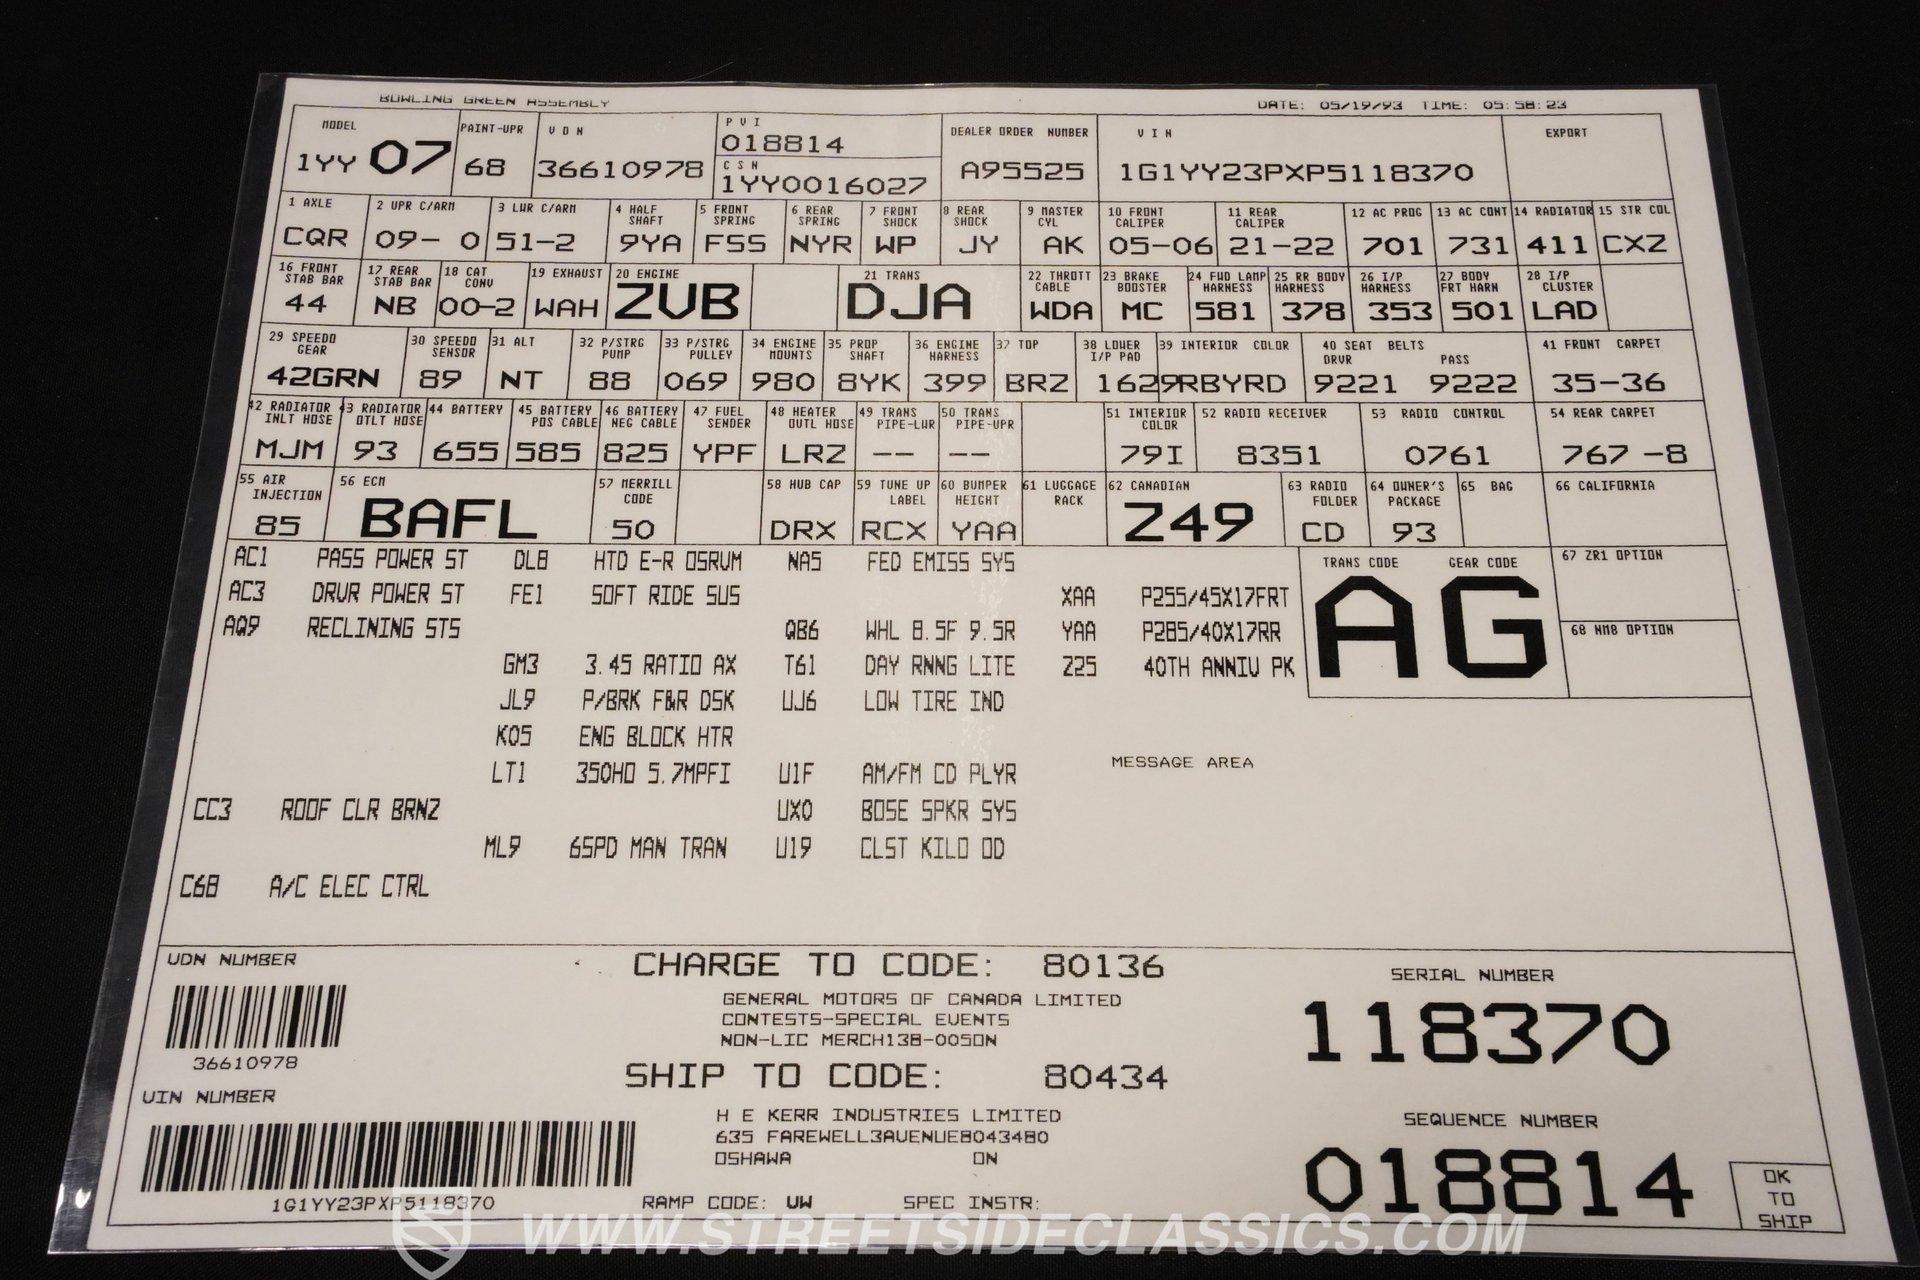 BOWLING GREEN ASSEMBLY DATE: 05/19/93 TIME: 05:58:23
MODEL PAINT-UPR VON PVI DEALER ORDER NUMBER VIN EXPORT
1YY 07 68 36610978 018814 A95525 1G1YY23PXP5118370
CSN
1YY0016027
1 AXLE 2 UPR C/ARM 3 LWR C/ARM 4 HALF SHAFT 5 FRONT SPRING 6 REAR SPRING 7 FRONT SHOCK 8 REAR SHOCK 9 MASTER CYL 10 FRONT CALIPER 11 REAR CALIPER 12 AC PROG 13 AC CONT 14 RADIATOR 15 STR COL
CQR 09- 0 51-2 9YA FSS NYR WP JY AK 05-06 21-22 701 731 411 CXZ
16 FRONT STAB BAR 17 REAR STAB BAR 18 CAT CONV 19 EXHAUST 20 ENGINE 21 TRANS 22 THROTT CABLE 23 BRAKE BOOSTER 24 FWD LAMP HARNESS 25 RR BODY HARNESS 26 I/P HARNESS 27 BODY FRT HARN 28 I/P CLUSTER
44 NB 00-2 WAH ZVB DJA WDA MC 581 378 353 501 LAD
29 SPEEDO GEAR 30 SPEEDO SENSOR 31 ALT 32 P/STRG PUMP 33 P/STRG PULLEY 34 ENGINE MOUNTS 35 PROP SHAFT 36 ENGINE HARNESS 37 TOP 38 LOWER I/P PAD 39 INTERIOR COLOR 40 SEAT BELTS DRVR PASS 41 FRONT CARPET
42GRN 89 NT 88 069 980 8YK 399 BRZ 1629RBYRD 9221 9222 35-36
42 RADIATOR INLT HOSE 43 RADIATOR OTLT HOSE 44 BATTERY 45 BATTERY POS CABLE 46 BATTERY NEG CABLE 47 FUEL SENDER 48 HEATER OUTL HOSE 49 TRANS PIPE-LWR 50 TRANS PIPE-UPR 51 INTERIOR COLOR 52 RADIO RECEIVER 53 RADIO CONTROL 54 REAR CARPET
MJM 93 655 585 825 YPF LRZ -- -- 79I 8351 0761 767 -8
55 AIR INJECTION 56 ECM 57 MERRILL CODE 58 HUB CAP 59 TUNE UP LABEL 60 BUMPER HEIGHT 61 LUGGAGE RACK 62 CANADIAN 63 RADIO FOLDER 64 OWNER'S PACKAGE 65 BAG 66 CALIFORNIA
85 BAFL 50 DRX RCX YAA Z49 CD 93
AC1 PASS POWER ST DL8 HTD E-R OSRVM NA5 FED EMISS SYS
TRANS CODE GEAR CODE 67 ZR1 OPTION
AC3 DRVR POWER ST FE1 SOFT RIDE SUS XAA P255/45X17FRT
AG
AQ9 RECLINING STS QB6 WHL 8.5F 9.5R YAA P285/40X17RR
68 NM8 OPTION
GM3 3.45 RATIO AX T61 DAY RNNG LITE Z25 40TH ANNIV PK
JL9 P/BRK F&R DSK UJ6 LOW TIRE IND
K05 ENG BLOCK HTR
MESSAGE AREA
LT1 350HO 5.7MPFI U1F AM/FM CD PLYR
CC3 ROOF CLR BRNZ UX0 BOSE SPKR SYS
ML9 6SPD MAN TRAN U19 CLST KILO OD
C68 A/C ELEC CTRL
VON NUMBER CHARGE TO CODE: 80136 SERIAL NUMBER
GENERAL MOTORS OF CANADA LIMITED
CONTESTS-SPECIAL EVENTS
118370
NON-LIC MERCH138-0050N
36610978
SHIP TO CODE: 80434
VIN NUMBER
H E KERR INDUSTRIES LIMITED SEQUENCE NUMBER
635 FAREWELL3AVENUE8043480
OSHAWA ON
018814
OK
TO
SHIP
1G1YY23PXP5118370 RAMP CODE: UW SPEC INSTR:
WWW.STREETSIDECLASSICS.COM